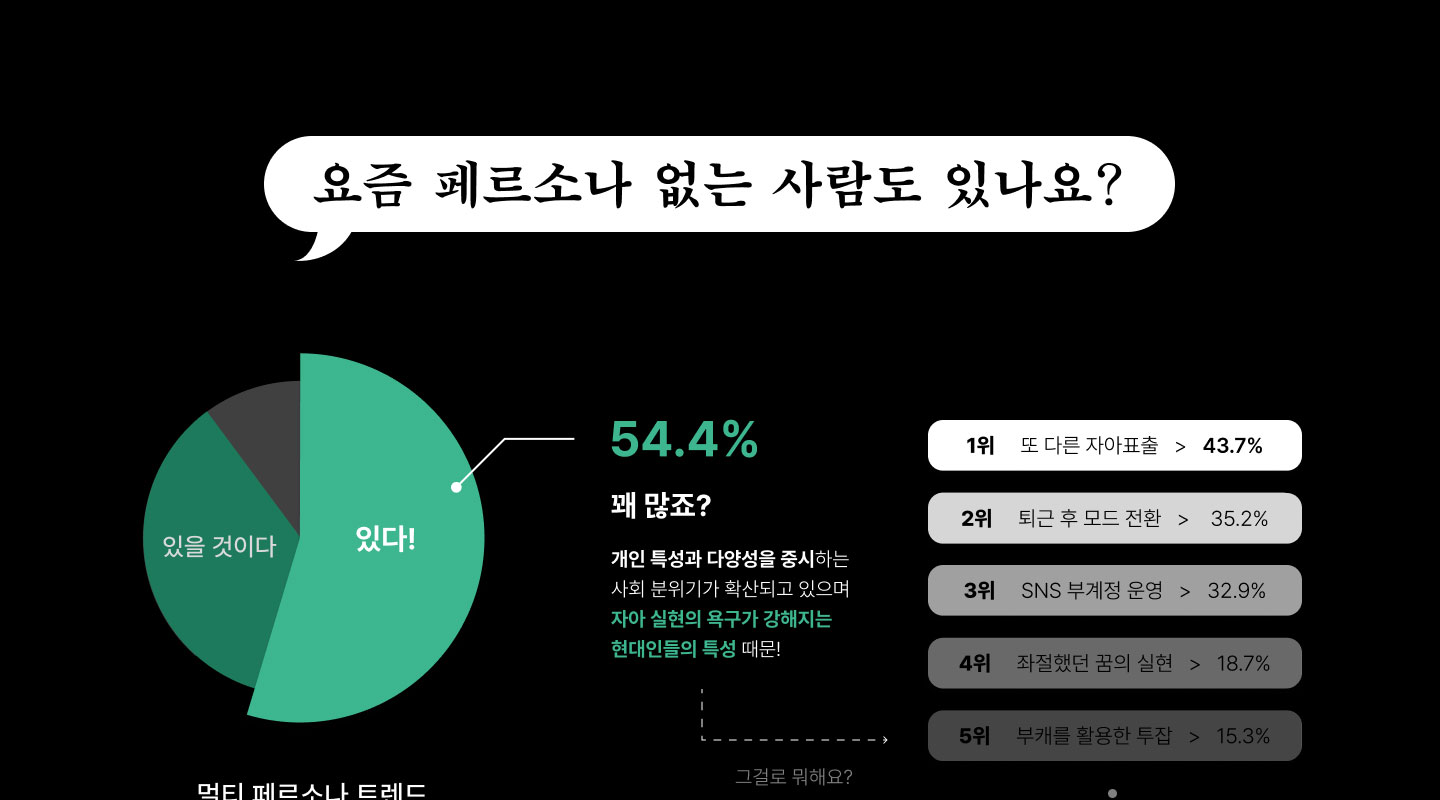 요즘 페르소나 없는 사람도 있나요?
있을 것이다
있다!
54.4%
꽤 많죠?
개인 특성과 다양성을 중시하는
사회 분위기가 확산되고 있으며
자아 실현의 욕구가 강해지는
현대인들의 특성 때문!
그걸로 뭐해요?
1위 또 다른 자아표출 > 43.7%
2위 퇴근 후 모드 전환 > 35.2%
3위 SNS 부계정 운영 > 32.9%
4위 좌절했던 꿈의 실현 > 18.7%
5위 부캐를 활용한 투잡 > 15.3%
멀티 페르소나 트렌드